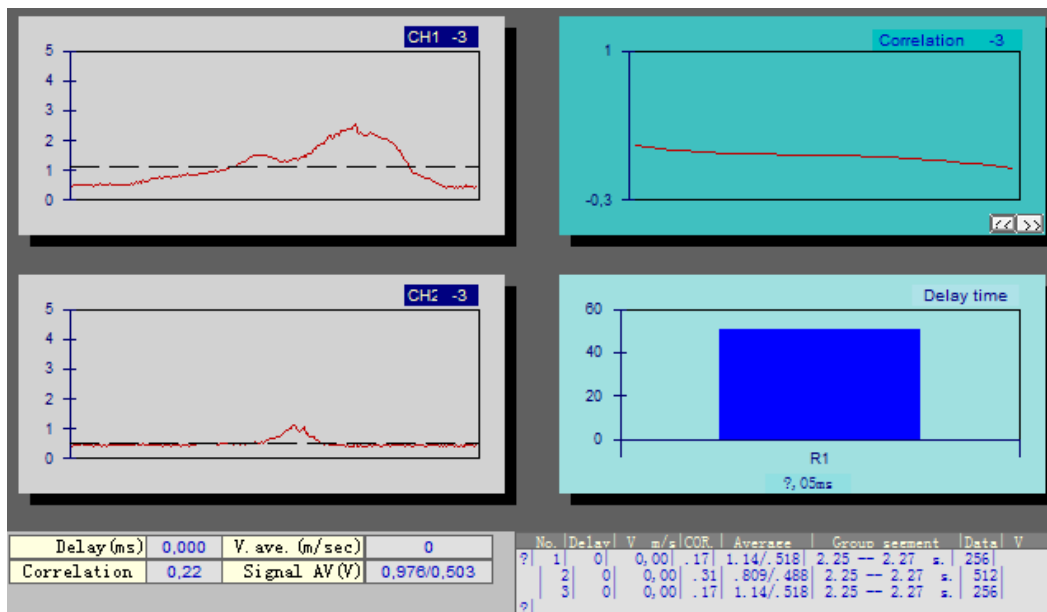 CH1 -3
5
4
3
2
1
0
Correlation -3
1
-0,3
<< >>
CH2 -3
5
4
3
2
1
0
Delay time
60
40
20
0
R1
?,05ms
Delay(ms) 0,000 V.ave.(m/sec) 0
Correlation 0,22 Signal AV(V) 0,976/0,503
No.|Delay| V m/s|COR.| Average | Group seement |Data| V
?| 1| 0| 0,00| .17| 1.14/.518| 2.25 -- 2.27 s.| 256|
| 2| 0| 0,00| .31| .809/.488| 2.25 -- 2.27 s.| 512|
| 3| 0| 0,00| .17| 1.14/.518| 2.25 -- 2.27 s.| 256|
?|